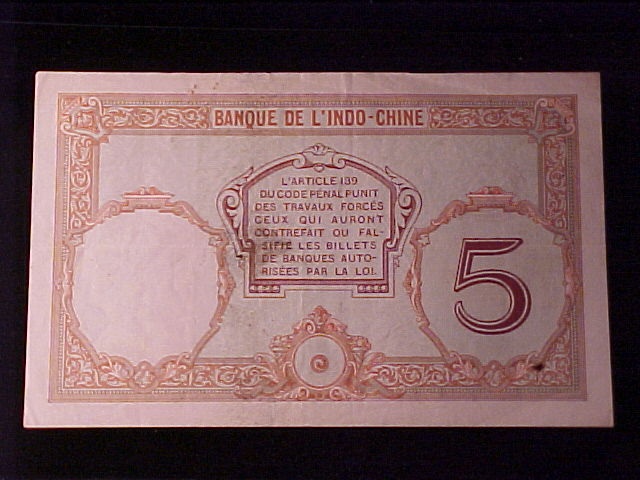 BANQUE DE L'INDO-CHINE
L'ARTICLE 139
DU CODE PÉNAL PUNIT
DES TRAVAUX FORCÉS
CEUX QUI AURONT
CONTREFAIT OU FAL-
SIFIÉ LES BILLETS
DE BANQUES AUTO-
RISÉES PAR LA LOI.
5